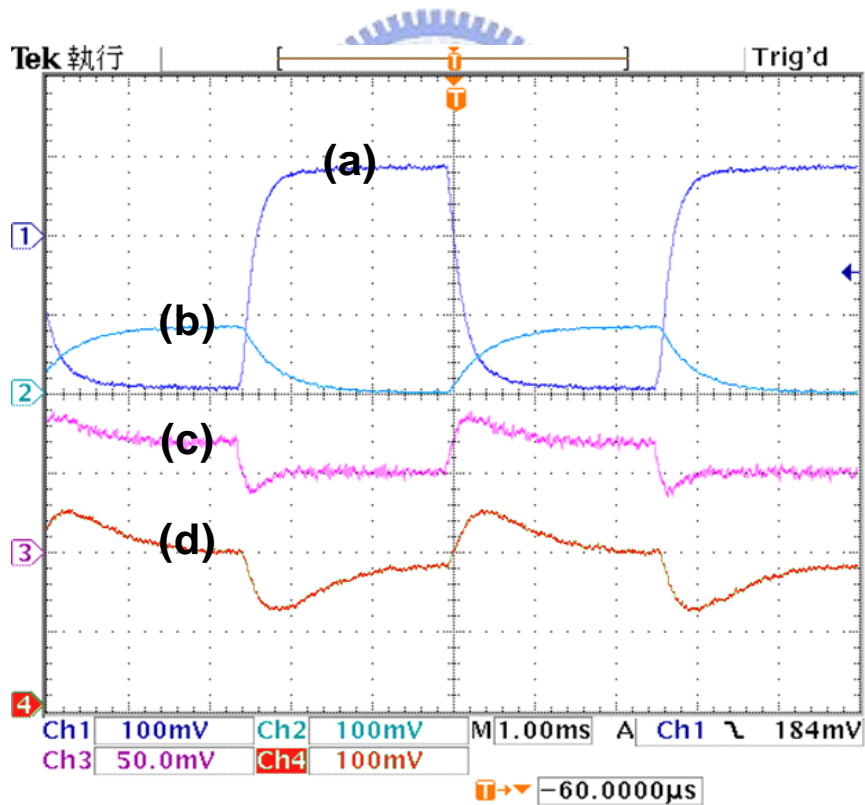 Tek 執行 T Trig'd
T
(a)
1
(b)
2
(c)
(d)
3
4
Ch1 100mV Ch2 100mV M 1.00ms A Ch1 184mV
Ch3 50.0mV Ch4 100mV
T → ▼ −60.0000µs